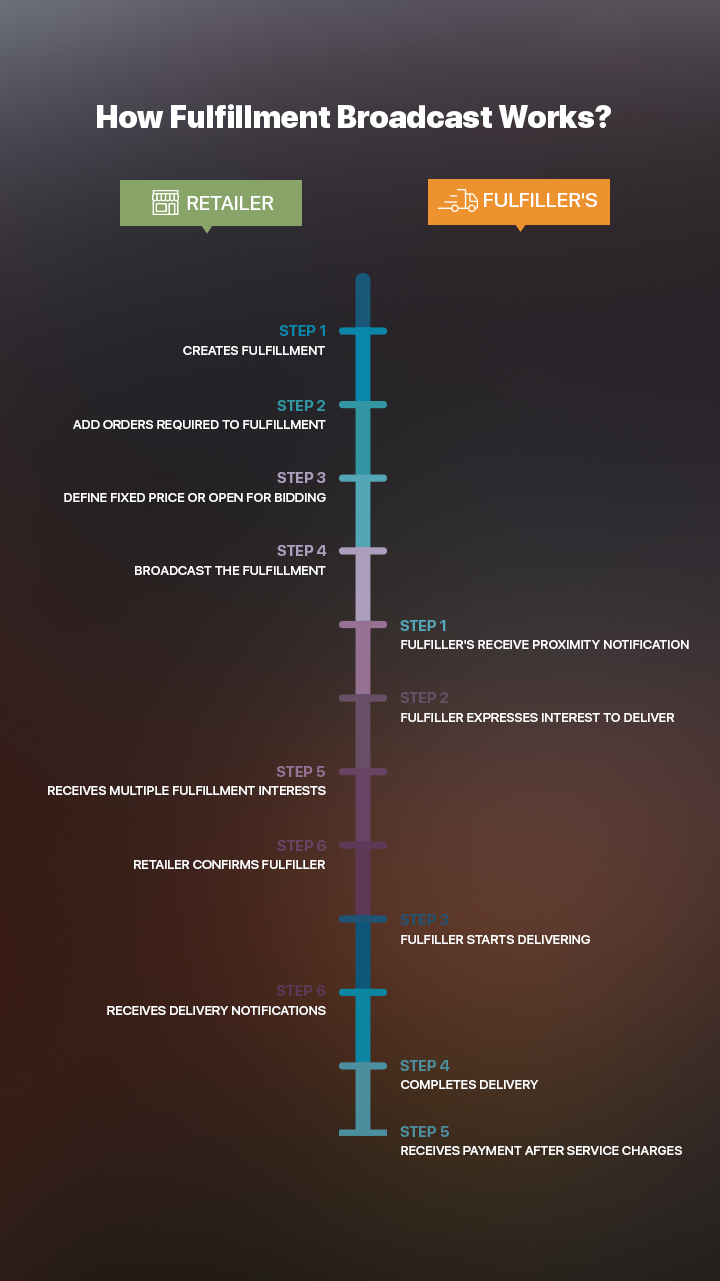 How Fulfillment Broadcast Works?
RETAILER
FULFILLER'S
STEP 1
CREATES FULFILLMENT
STEP 2
ADD ORDERS REQUIRED TO FULFILLMENT
STEP 3
DEFINE FIXED PRICE OR OPEN FOR BIDDING
STEP 4
BROADCAST THE FULFILLMENT
STEP 1
FULFILLER'S RECEIVE PROXIMITY NOTIFICATION
STEP 2
FULFILLER EXPRESSES INTEREST TO DELIVER
STEP 5
RECEIVES MULTIPLE FULFILLMENT INTERESTS
STEP 6
RETAILER CONFIRMS FULFILLER
STEP 3
FULFILLER STARTS DELIVERING
STEP 6
RECEIVES DELIVERY NOTIFICATIONS
STEP 4
COMPLETES DELIVERY
STEP 5
RECEIVES PAYMENT AFTER SERVICE CHARGES